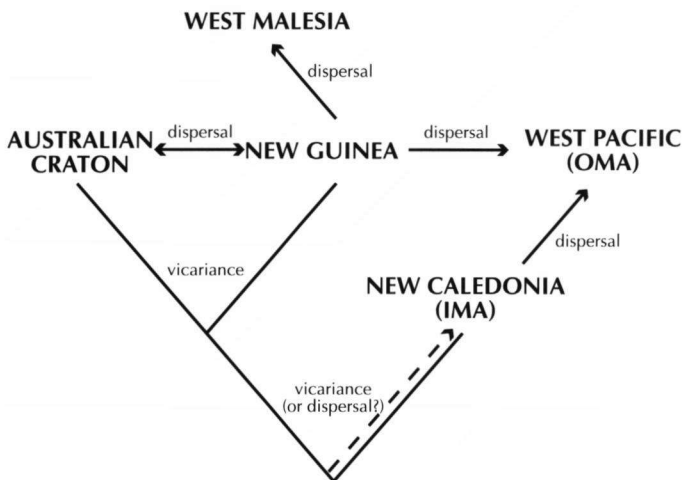 WEST MALESIA
dispersal
AUSTRALIAN
CRATON
dispersal
NEW GUINEA
dispersal
WEST PACIFIC
(OMA)
dispersal
vicariance
NEW CALEDONIA
(IMA)
vicariance
(or dispersal?)